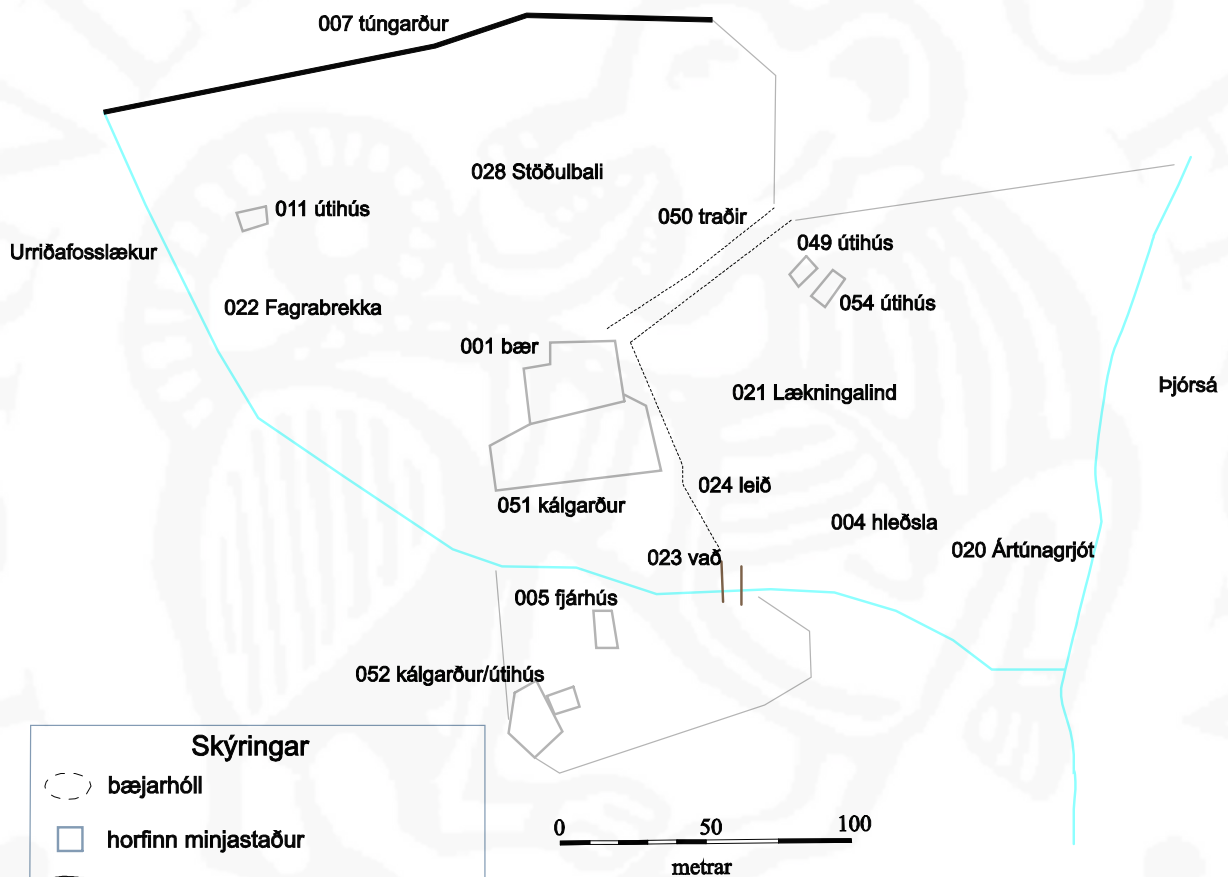 007 túngarður
028 Stöðulbali
011 útihús
050 traðir
Urriðafosslækur
049 útihús
054 útihús
022 Fagrabrekka
001 bær
021 Lækningalind
Þjórsá
024 leið
051 kálgarður
004 hleðsla
020 Ártúnagrjót
023 vað
005 fjárhús
052 kálgarður/útihús
Skýringar
bæjarhóll
horfinn minjastaður
0 50 100
metrar